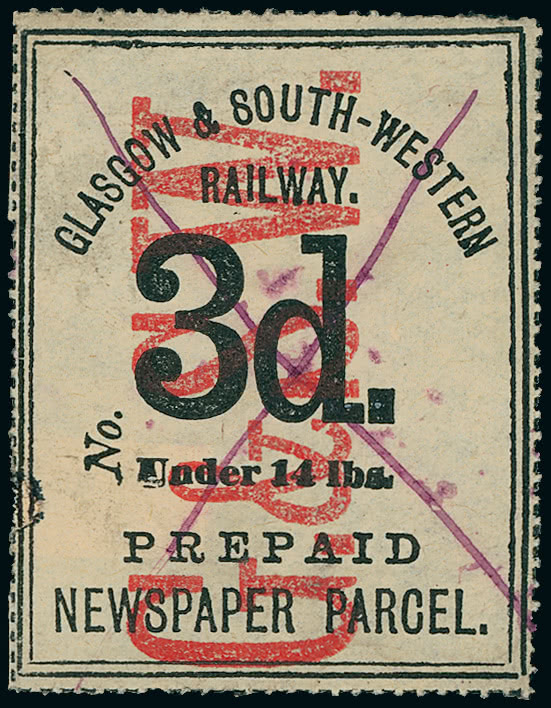 GLASGOW & SOUTH-WESTERN
RAILWAY.
3d.
No.
Under 14 lbs.
PREPAID
NEWSPAPER PARCEL.